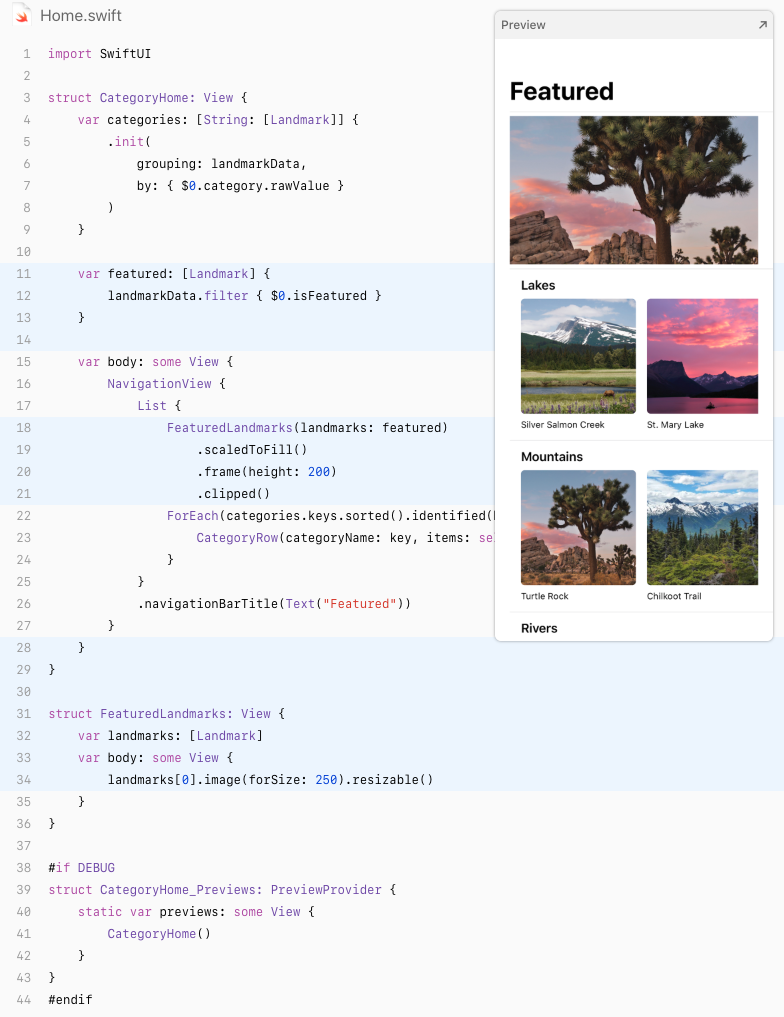 Home.swift
1 import SwiftUI
2
3 struct CategoryHome: View {
4     var categories: [String: [Landmark]] {
5         .init(
6             grouping: landmarkData,
7             by: { $0.category.rawValue }
8         )
9     }
10
11     var featured: [Landmark] {
12         landmarkData.filter { $0.isFeatured }
13     }
14
15     var body: some View {
16         NavigationView {
17             List {
18                 FeaturedLandmarks(landmarks: featured)
19                     .scaledToFill()
20                     .frame(height: 200)
21                     .clipped()
22                 ForEach(categories.keys.sorted().identified(
23                     CategoryRow(categoryName: key, items: se
24                 }
25             }
26             .navigationBarTitle(Text("Featured"))
27         }
28     }
29 }
30
31 struct FeaturedLandmarks: View {
32     var landmarks: [Landmark]
33     var body: some View {
34         landmarks[0].image(forSize: 250).resizable()
35     }
36 }
37
38 #if DEBUG
39 struct CategoryHome_Previews: PreviewProvider {
40     static var previews: some View {
41         CategoryHome()
42     }
43 }
44 #endif
Preview
Featured
Lakes
Silver Salmon Creek
St. Mary Lake
Mountains
Turtle Rock
Chilkoot Trail
Rivers